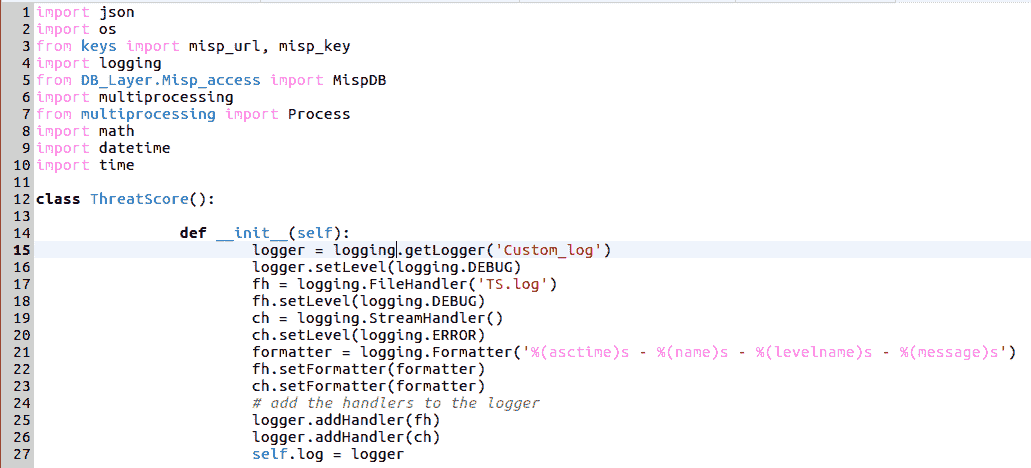 1 import json
2 import os
3 from keys import misp_url, misp_key
4 import logging
5 from DB_Layer.Misp_access import MispDB
6 import multiprocessing
7 from multiprocessing import Process
8 import math
9 import datetime
10 import time
11
12 class ThreatScore():
13
14 def __init__(self):
15 logger = logging.getLogger('Custom_log')
16 logger.setLevel(logging.DEBUG)
17 fh = logging.FileHandler('TS.log')
18 fh.setLevel(logging.DEBUG)
19 ch = logging.StreamHandler()
20 ch.setLevel(logging.ERROR)
21 formatter = logging.Formatter('%(asctime)s - %(name)s - %(levelname)s - %(message)s')
22 fh.setFormatter(formatter)
23 ch.setFormatter(formatter)
24 # add the handlers to the logger
25 logger.addHandler(fh)
26 logger.addHandler(ch)
27 self.log = logger